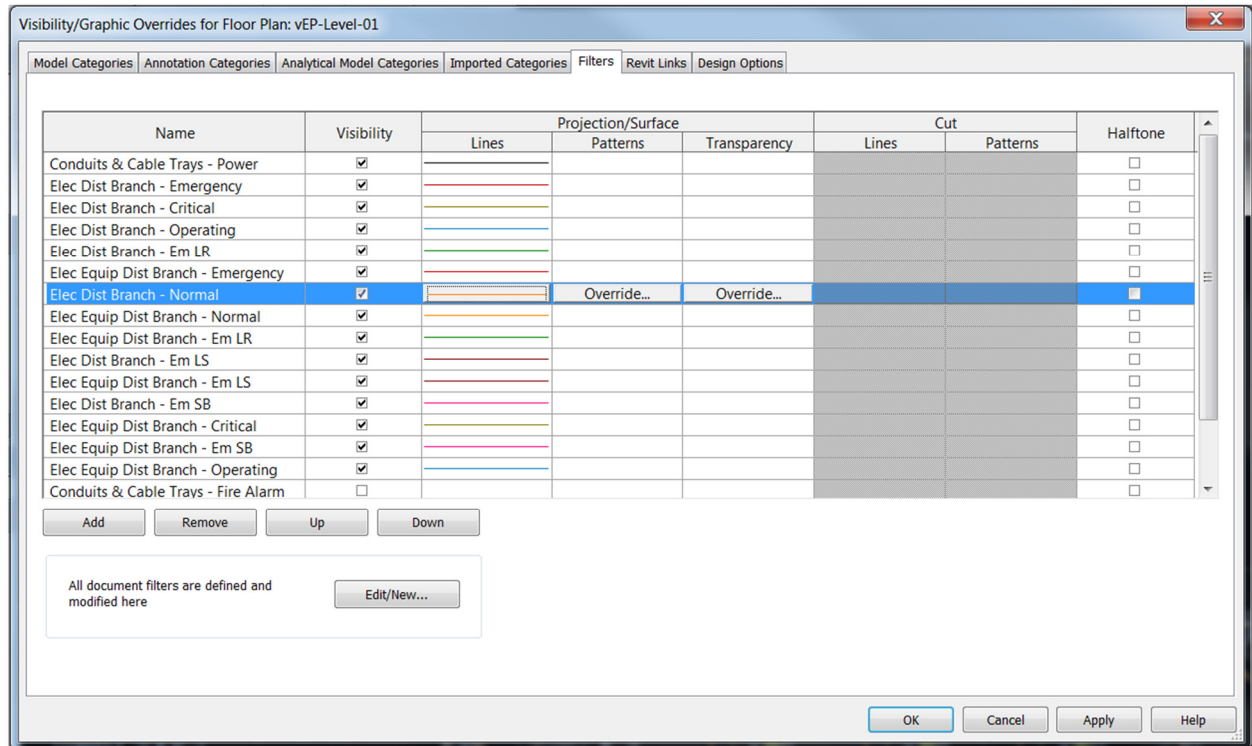 Visibility/Graphic Overrides for Floor Plan: vEP-Level-01
Model Categories Annotation Categories Analytical Model Categories Imported Categories Filters Revit Links Design Options
Name Visibility Projection/Surface Cut Halftone
Lines Patterns Transparency Lines Patterns
Conduits & Cable Trays - Power
Elec Dist Branch - Emergency
Elec Dist Branch - Critical
Elec Dist Branch - Operating
Elec Dist Branch - Em LR
Elec Equip Dist Branch - Emergency
Elec Dist Branch - Normal Override... Override...
Elec Equip Dist Branch - Normal
Elec Equip Dist Branch - Em LR
Elec Dist Branch - Em LS
Elec Equip Dist Branch - Em LS
Elec Dist Branch - Em SB
Elec Equip Dist Branch - Critical
Elec Equip Dist Branch - Em SB
Elec Equip Dist Branch - Operating
Conduits & Cable Trays - Fire Alarm
Add Remove Up Down
All document filters are defined and
modified here
Edit/New...
OK Cancel Apply Help